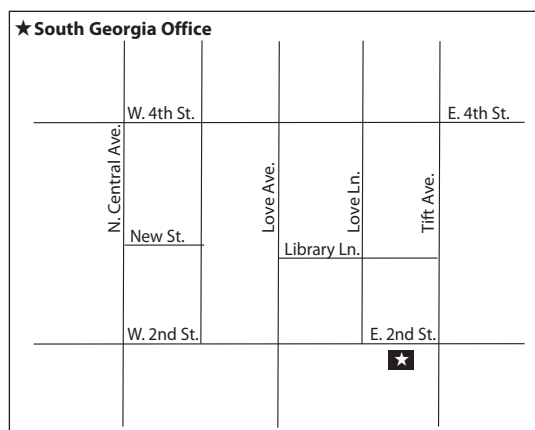 ★ South Georgia Office
W. 4th St.
E. 4th St.
N. Central Ave.
Love Ave.
Love Ln.
Tift Ave.
New St.
Library Ln.
W. 2nd St.
E. 2nd St.
★